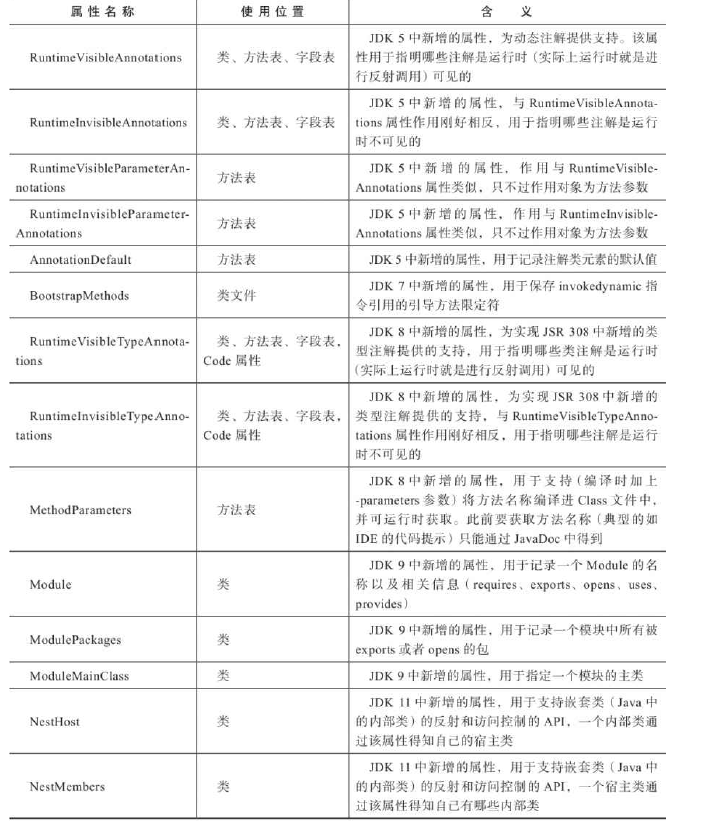 属性名称 使用位置 含 义
RuntimeVisibleAnnotations 类、方法表、字段表 JDK 5 中新增的属性，为动态注解提供支持。该属
性用于指明哪些注解是运行时（实际上运行时就是进
行反射调用）可见的
RuntimeInvisibleAnnotations 类、方法表、字段表 JDK 5 中新增的属性，与 RuntimeVisibleAnnota-
tions 属性作用刚好相反，用于指明哪些注解是运行
时不可见的
RuntimeVisibleParameterAn-
notations 方法表 JDK 5 中新增的属性，作用与 RuntimeVisible-
Annotations 属性类似，只不过作用对象为方法参数
RuntimeInvisibleParameter-
Annotations 方法表 JDK 5 中新增的属性，作用与 RuntimeInvisible-
Annotations 属性类似，只不过作用对象为方法参数
AnnotationDefault 方法表 JDK 5 中新增的属性，用于记录注解类元素的默认值
BootstrapMethods 类文件 JDK 7 中新增的属性，用于保存 invokedynamic 指
令引用的引导方法限定符
RuntimeVisibleTypeAnnota-
tions 类、方法表、字段表，
Code 属性 JDK 8 中新增的属性，为实现 JSR 308 中新增的类
型注解提供的支持，用于指明哪些类注解是运行时
（实际上运行时就是进行反射调用）可见的
RuntimeInvisibleTypeAnno-
tations 类、方法表、字段表，
Code 属性 JDK 8 中新增的属性，为实现 JSR 308 中新增的
类型注解提供的支持，与 RuntimeVisibleTypeAnno-
tations 属性作用刚好相反，用于指明哪些注解是运行
时不可见的
MethodParameters 方法表 JDK 8 中新增的属性，用于支持（编译时加上
-parameters 参数）将方法名称编译进 Class 文件中，
并可运行时获取。此前要获取方法名称（典型的如
IDE 的代码提示）只能通过 JavaDoc 中得到
Module 类 JDK 9 中新增的属性，用于记录一个 Module 的名
称以及相关信息（requires、exports、opens、uses、
provides）
ModulePackages 类 JDK 9 中新增的属性，用于记录一个模块中所有被
exports 或者 opens 的包
ModuleMainClass 类 JDK 9 中新增的属性，用于指定一个模块的主类
NestHost 类 JDK 11 中新增的属性，用于支持嵌套类（Java 中
的内部类）的反射和访问控制的 API，一个内部类通
过该属性得知自己的宿主类
NestMembers 类 JDK 11 中新增的属性，用于支持嵌套类（Java 中
的内部类）的反射和访问控制的 API，一个宿主类通
过该属性得知自己有哪些内部类